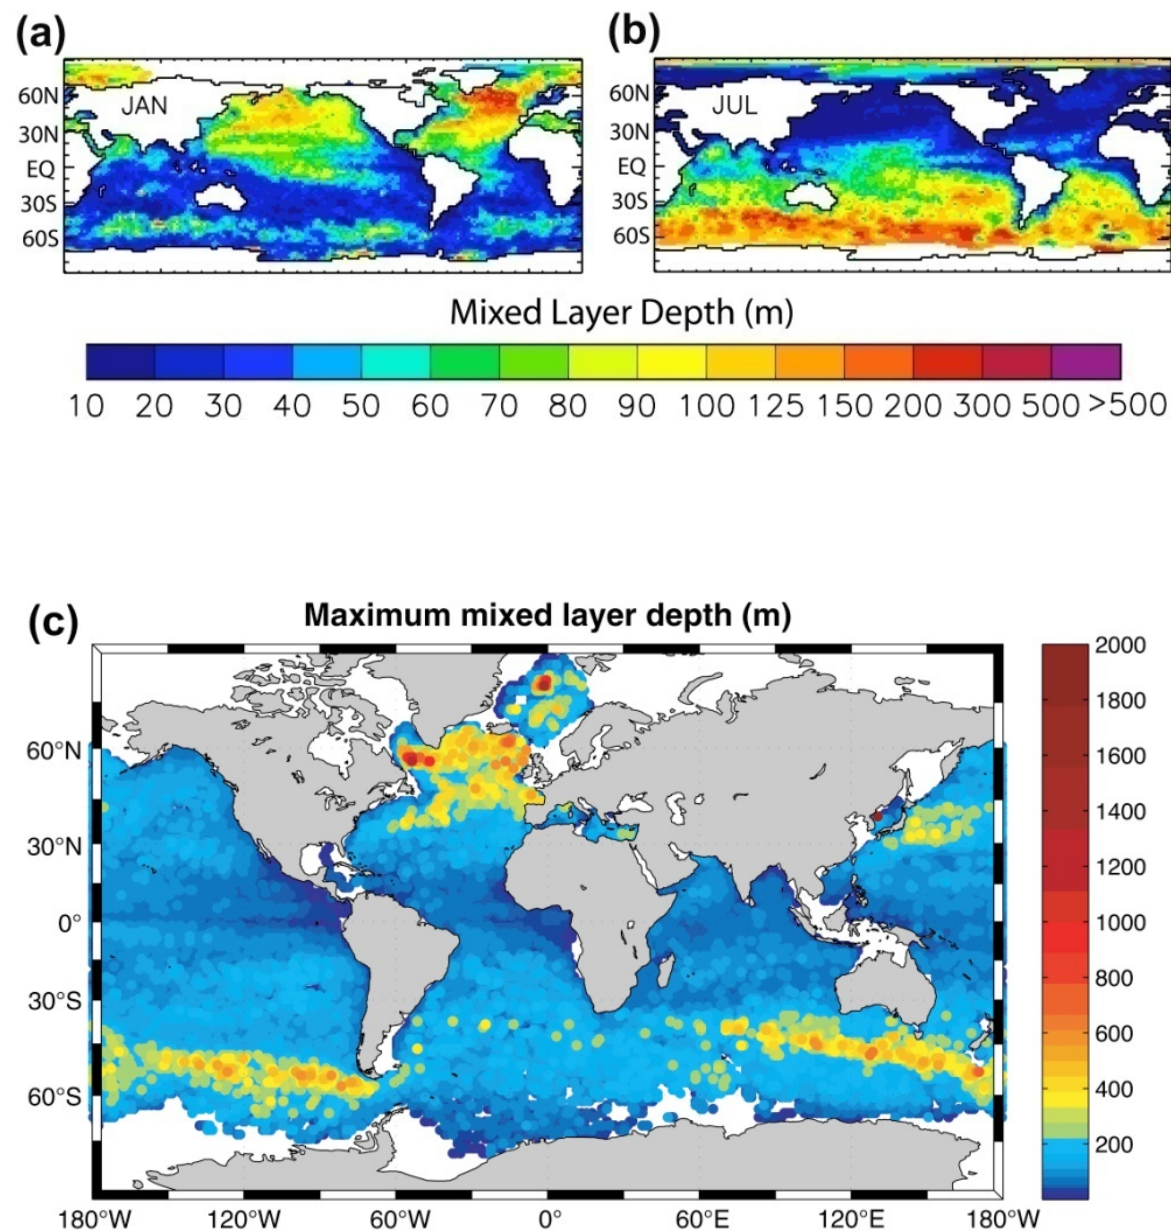 (a)
(b)
60N
JAN
30N
EQ
30S
60S
60N
JUL
30N
EQ
30S
60S
Mixed Layer Depth (m)
10 20 30 40 50 60 70 80 90 100 125 150 200 300 500 >500
(c)
Maximum mixed layer depth (m)
60°N
30°N
0°
30°S
60°S
180°W 120°W 60°W 0° 60°E 120°E 180°W
2000
1800
1600
1400
1200
1000
800
600
400
200